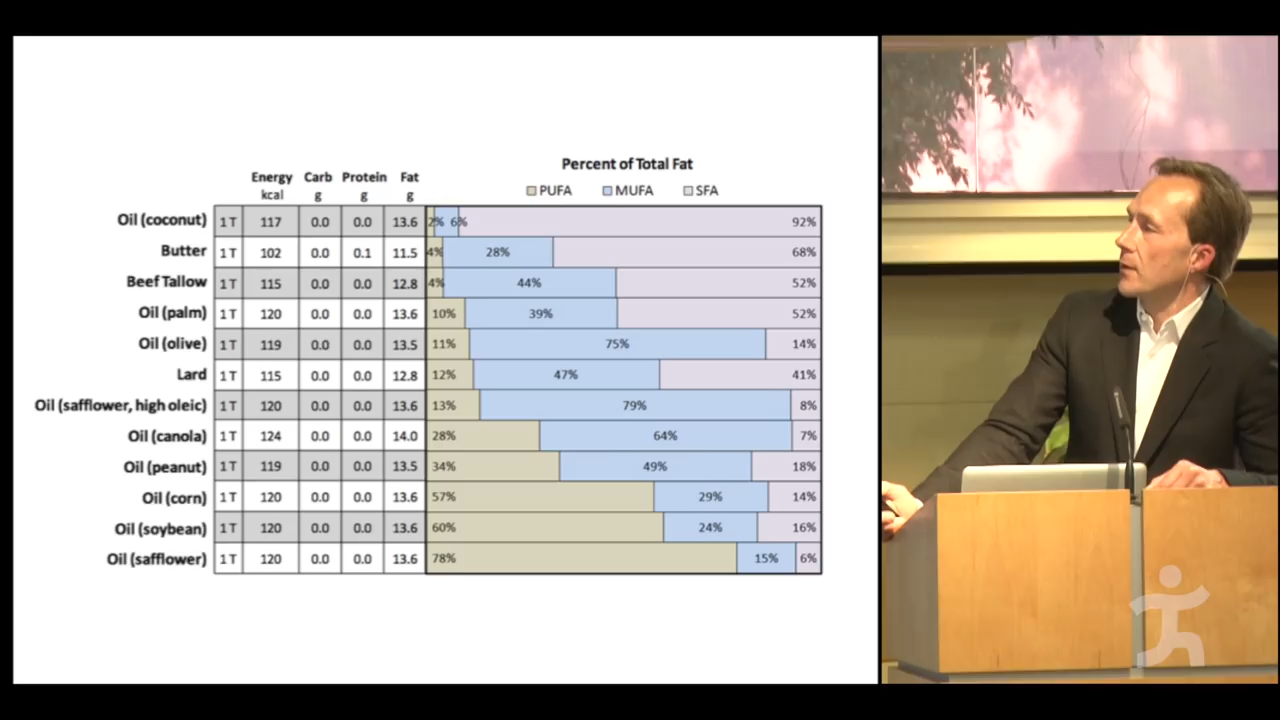 Percent of Total Fat
Energy Carb Protein Fat
kcal g g g
PUFA MUFA SFA
Oil (coconut) 1 T 117 0.0 0.0 13.6 2% 6% 92%
Butter 1 T 102 0.0 0.1 11.5 4% 28% 68%
Beef Tallow 1 T 115 0.0 0.0 12.8 4% 44% 52%
Oil (palm) 1 T 120 0.0 0.0 13.6 10% 39% 52%
Oil (olive) 1 T 119 0.0 0.0 13.5 11% 75% 14%
Lard 1 T 115 0.0 0.0 12.8 12% 47% 41%
Oil (safflower, high oleic) 1 T 120 0.0 0.0 13.6 13% 79% 8%
Oil (canola) 1 T 124 0.0 0.0 14.0 28% 64% 7%
Oil (peanut) 1 T 119 0.0 0.0 13.5 34% 49% 18%
Oil (corn) 1 T 120 0.0 0.0 13.6 57% 29% 14%
Oil (soybean) 1 T 120 0.0 0.0 13.6 60% 24% 16%
Oil (safflower) 1 T 120 0.0 0.0 13.6 78% 15% 6%